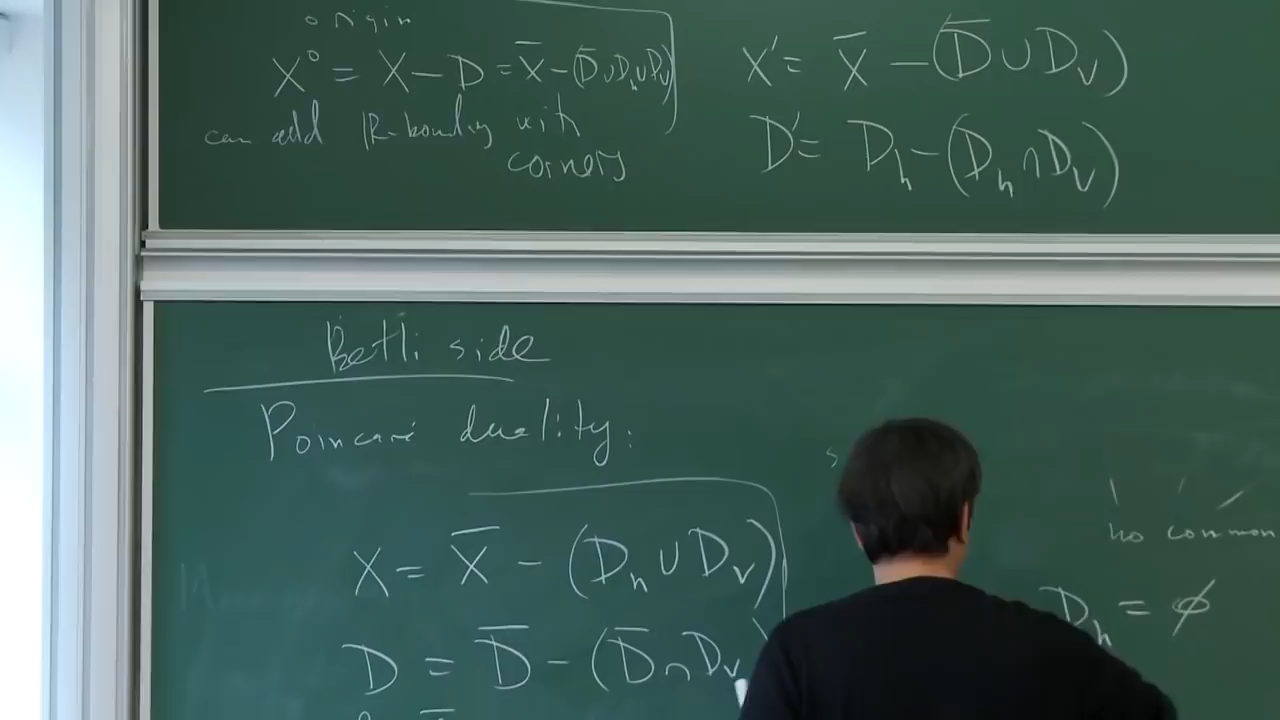 origin
X° = X − D = X̅ − (D̅ ∪ D_h ∪ D_v)
can add R-boundary with
corners
X' = X̅ − (D̅ ∪ D_v)
D' = D_h − (D_h ∩ D_v)
Betti side
Poincaré duality:
X = X̅ − (D_h ∪ D_v)
D = D̅ − (D̅ ∩ D_v
no common
D_h = ∅